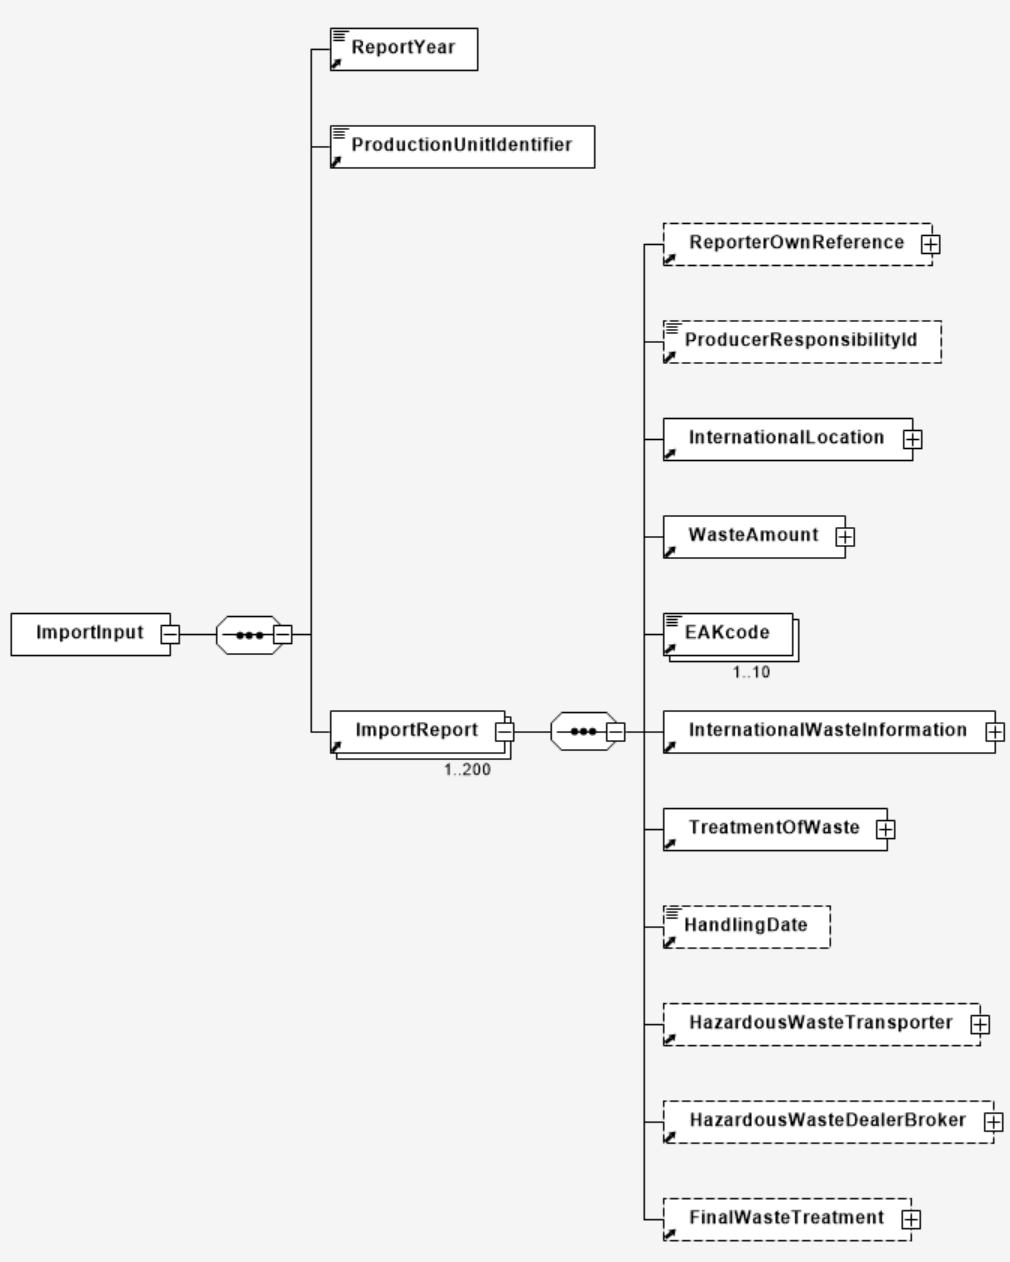 ReportYear
ProductionUnitIdentifier
ReporterOwnReference
ProducerResponsibilityId
InternationalLocation
WasteAmount
ImportInput
EAKcode
1..10
ImportReport
1..200
InternationalWasteInformation
TreatmentOfWaste
HandlingDate
HazardousWasteTransporter
HazardousWasteDealerBroker
FinalWasteTreatment